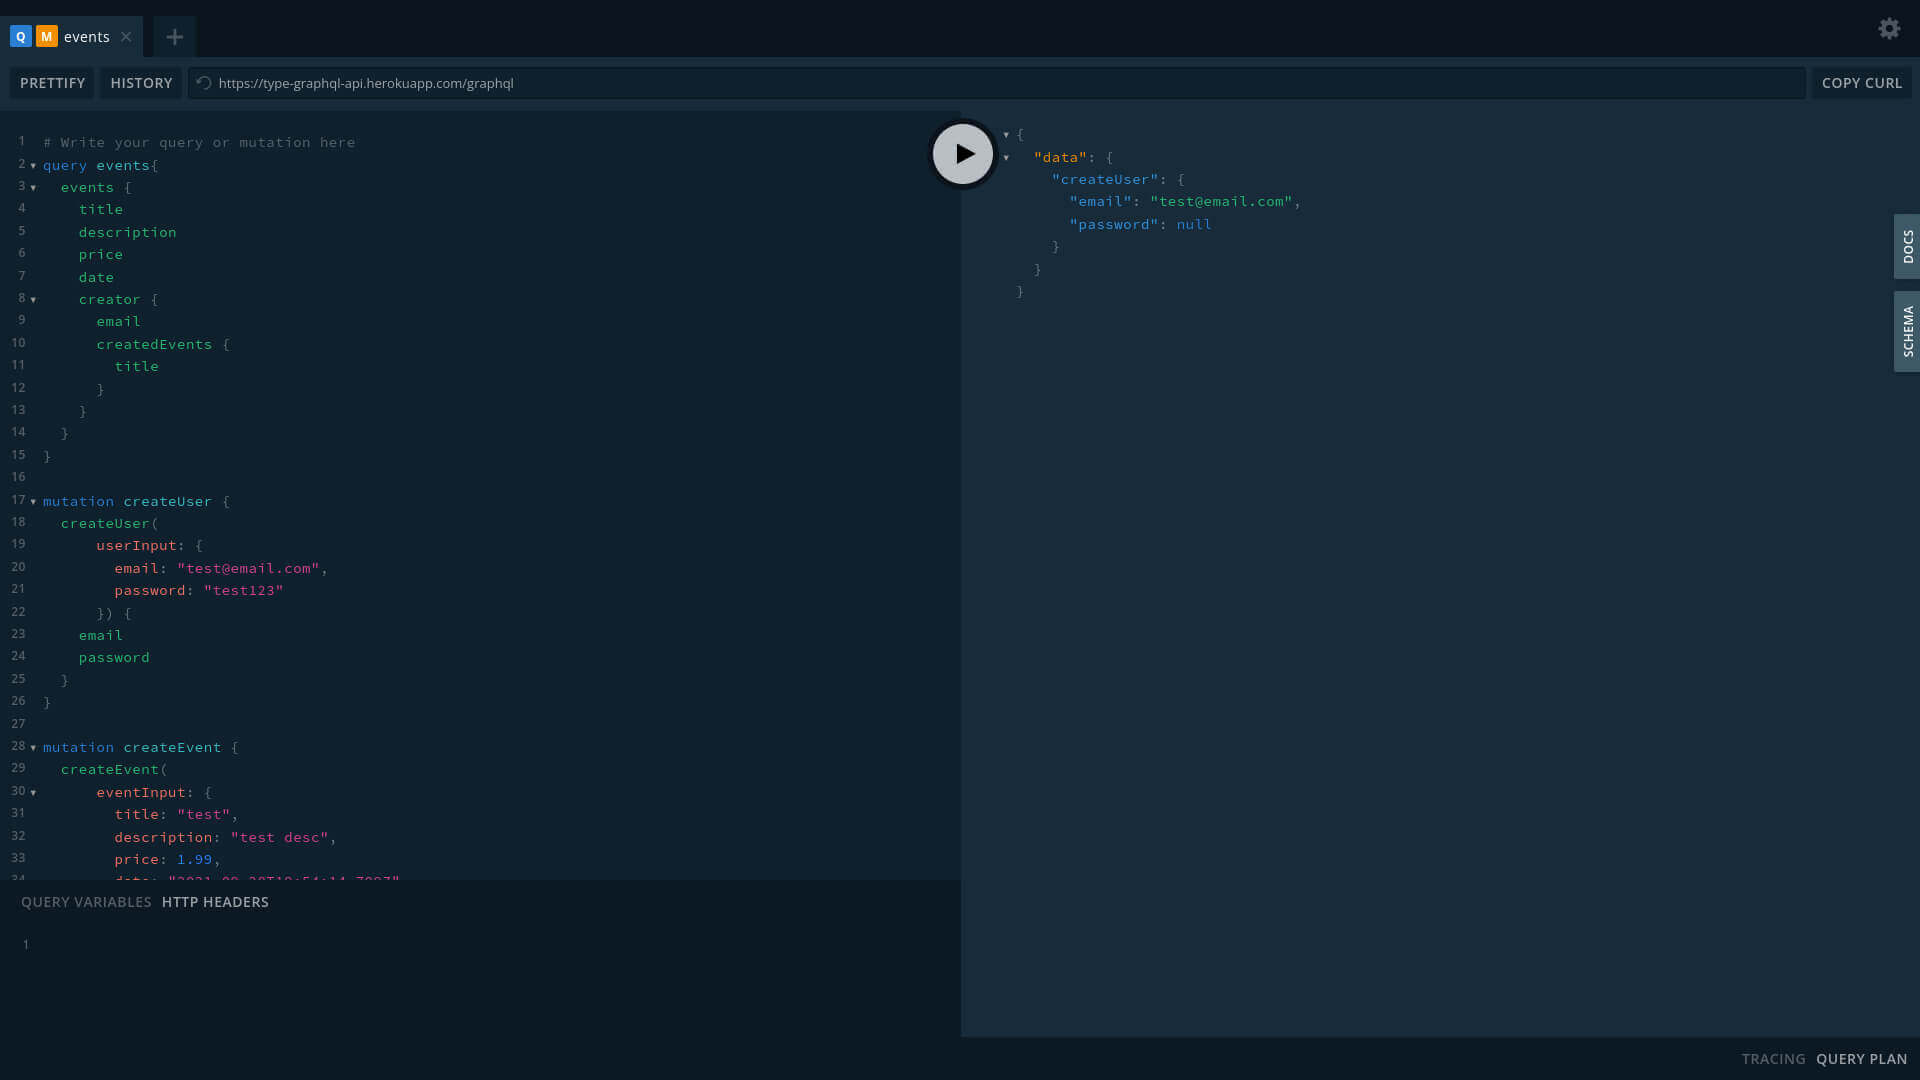 Q M events
PRETTIFY HISTORY https://type-graphql-api.herokuapp.com/graphql COPY CURL
1 # Write your query or mutation here
2 query events{
3 events {
4 title
5 description
6 price
7 date
8 creator {
9 email
10 createdEvents {
11 title
12 }
13 }
14 }
15 }
16
17 mutation createUser {
18 createUser(
19 userInput: {
20 email: "test@email.com",
21 password: "test123"
22 }) {
23 email
24 password
25 }
26 }
27
28 mutation createEvent {
29 createEvent(
30 eventInput: {
31 title: "test",
32 description: "test desc",
33 price: 1.99,
34 date:
QUERY VARIABLES HTTP HEADERS
1
{
"data": {
"createUser": {
"email": "test@email.com",
"password": null
}
}
}
DOCS
SCHEMA
TRACING QUERY PLAN